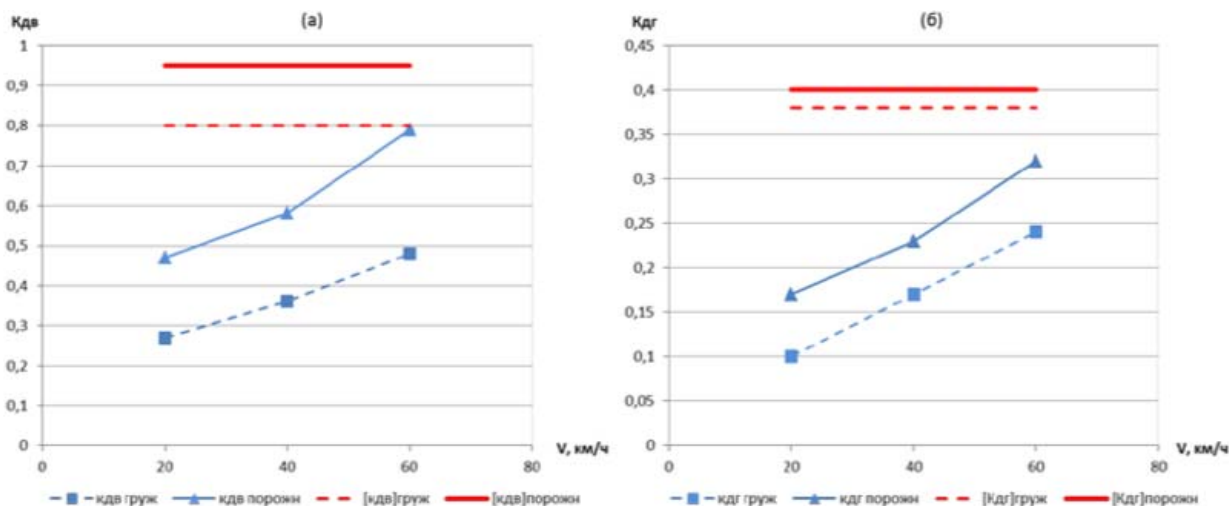 Кдв
(а)
1
0,9
0,8
0,7
0,6
0,5
0,4
0,3
0,2
0,1
0
0
20
40
60
80
V, км/ч
кдв груж
кдв порожн
[кдв]груж
[кдв]порожн
Кдг
(б)
0,45
0,4
0,35
0,3
0,25
0,2
0,15
0,1
0,05
0
0
20
40
60
80
V, км/ч
кдг груж
кдг порожн
[Кдг]груж
[Кдг]порожн